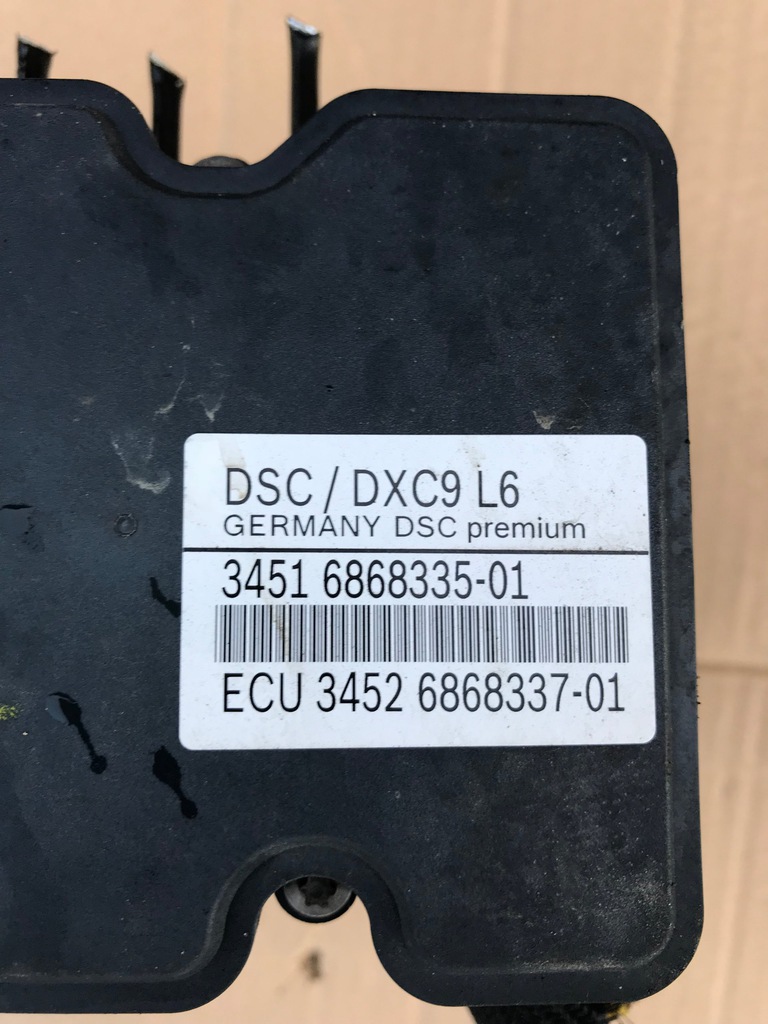 DSC / DXC9 L6
GERMANY DSC premium
3451 6868335-01
ECU 3452 6868337-01